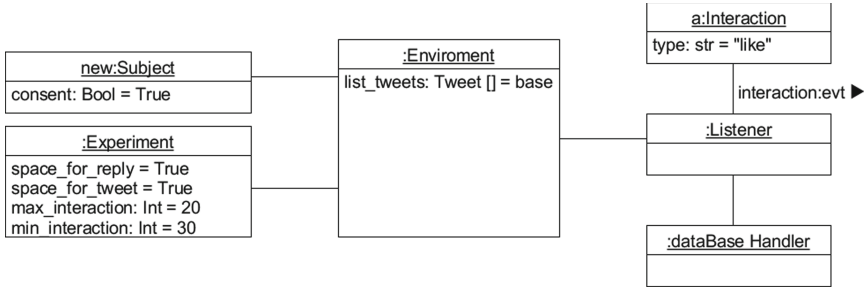 new:Subject
consent: Bool = True
:Experiment
space_for_reply = True
space_for_tweet = True
max_interaction: Int = 20
min_interaction: Int = 30
:Enviroment
list_tweets: Tweet [] = base
a:Interaction
type: str = "like"
interaction:evt ▶
:Listener
:dataBase Handler